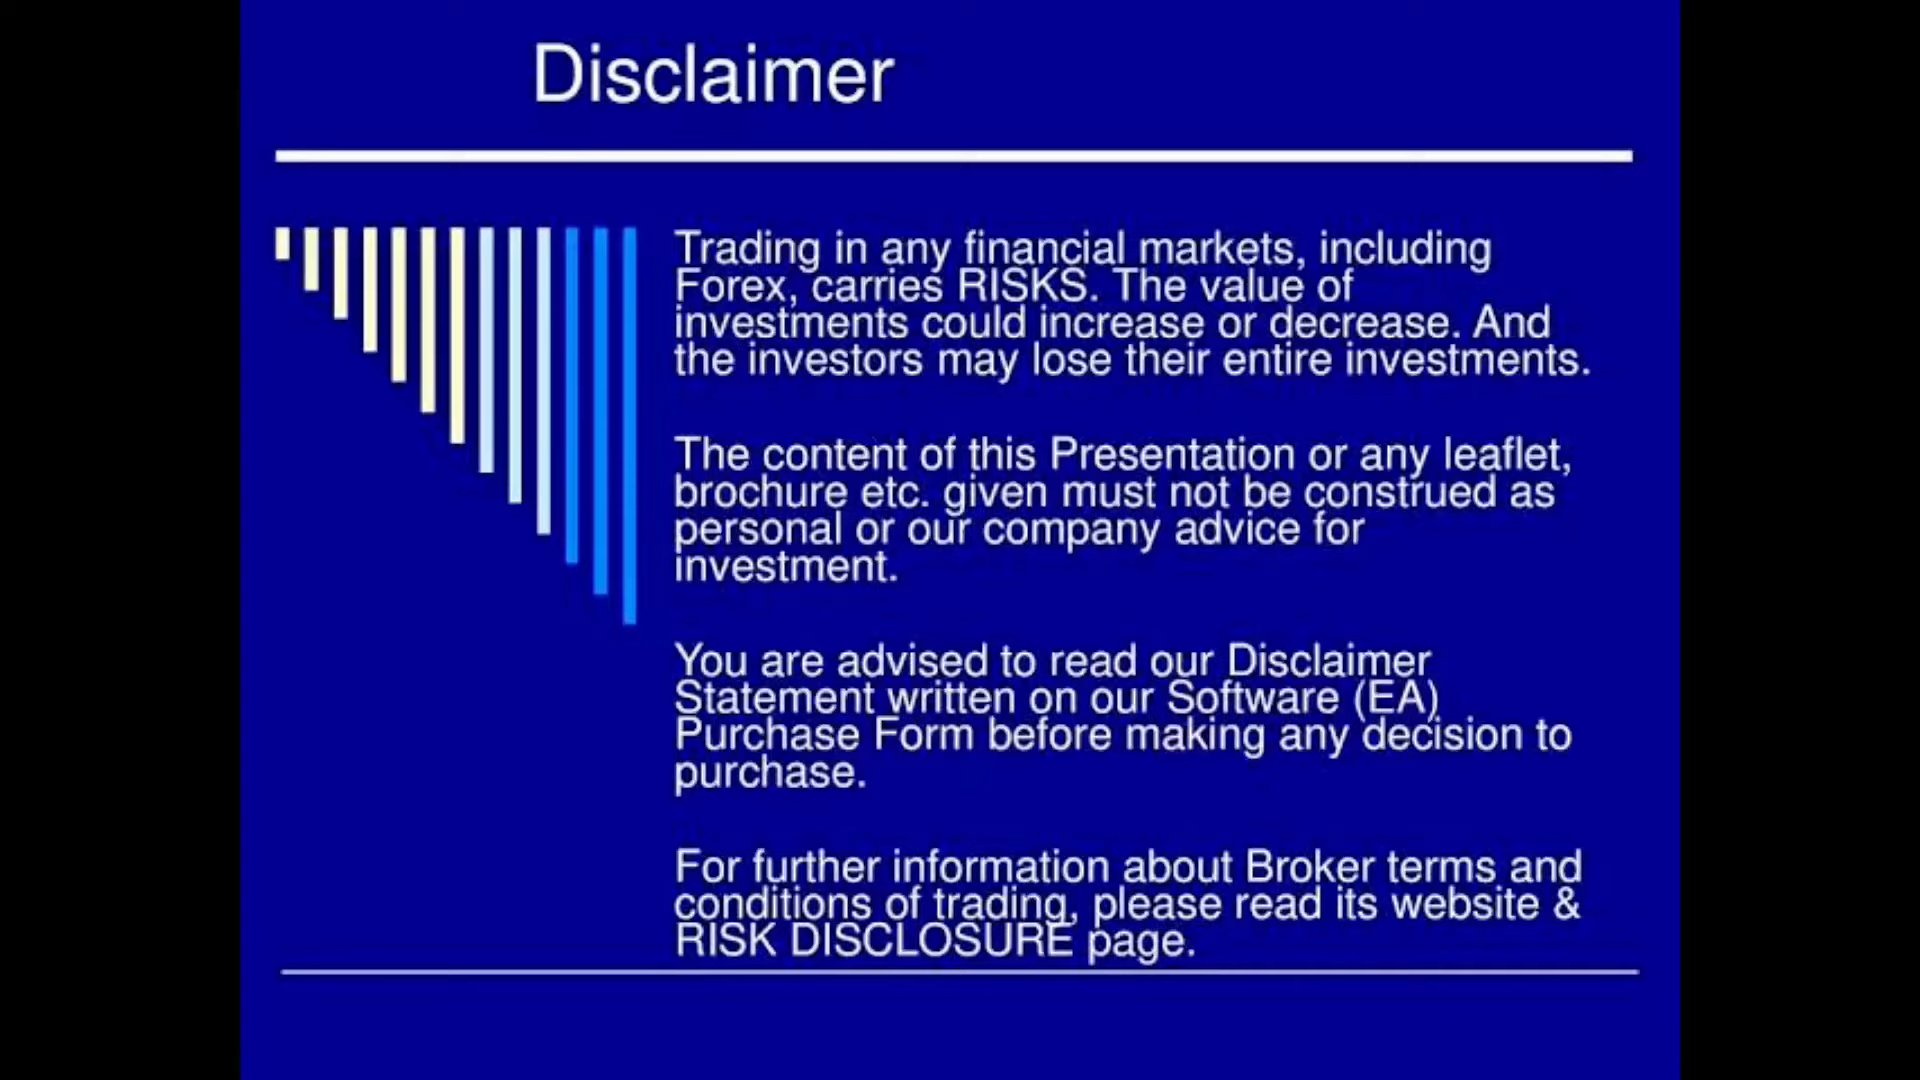 Disclaimer
Trading in any financial markets, including
Forex, carries RISKS. The value of
investments could increase or decrease. And
the investors may lose their entire investments.
The content of this Presentation or any leaflet,
brochure etc. given must not be construed as
personal or our company advice for
investment.
You are advised to read our Disclaimer
Statement written on our Software (EA)
Purchase Form before making any decision to
purchase.
For further information about Broker terms and
conditions of trading, please read its website &
RISK DISCLOSURE page.